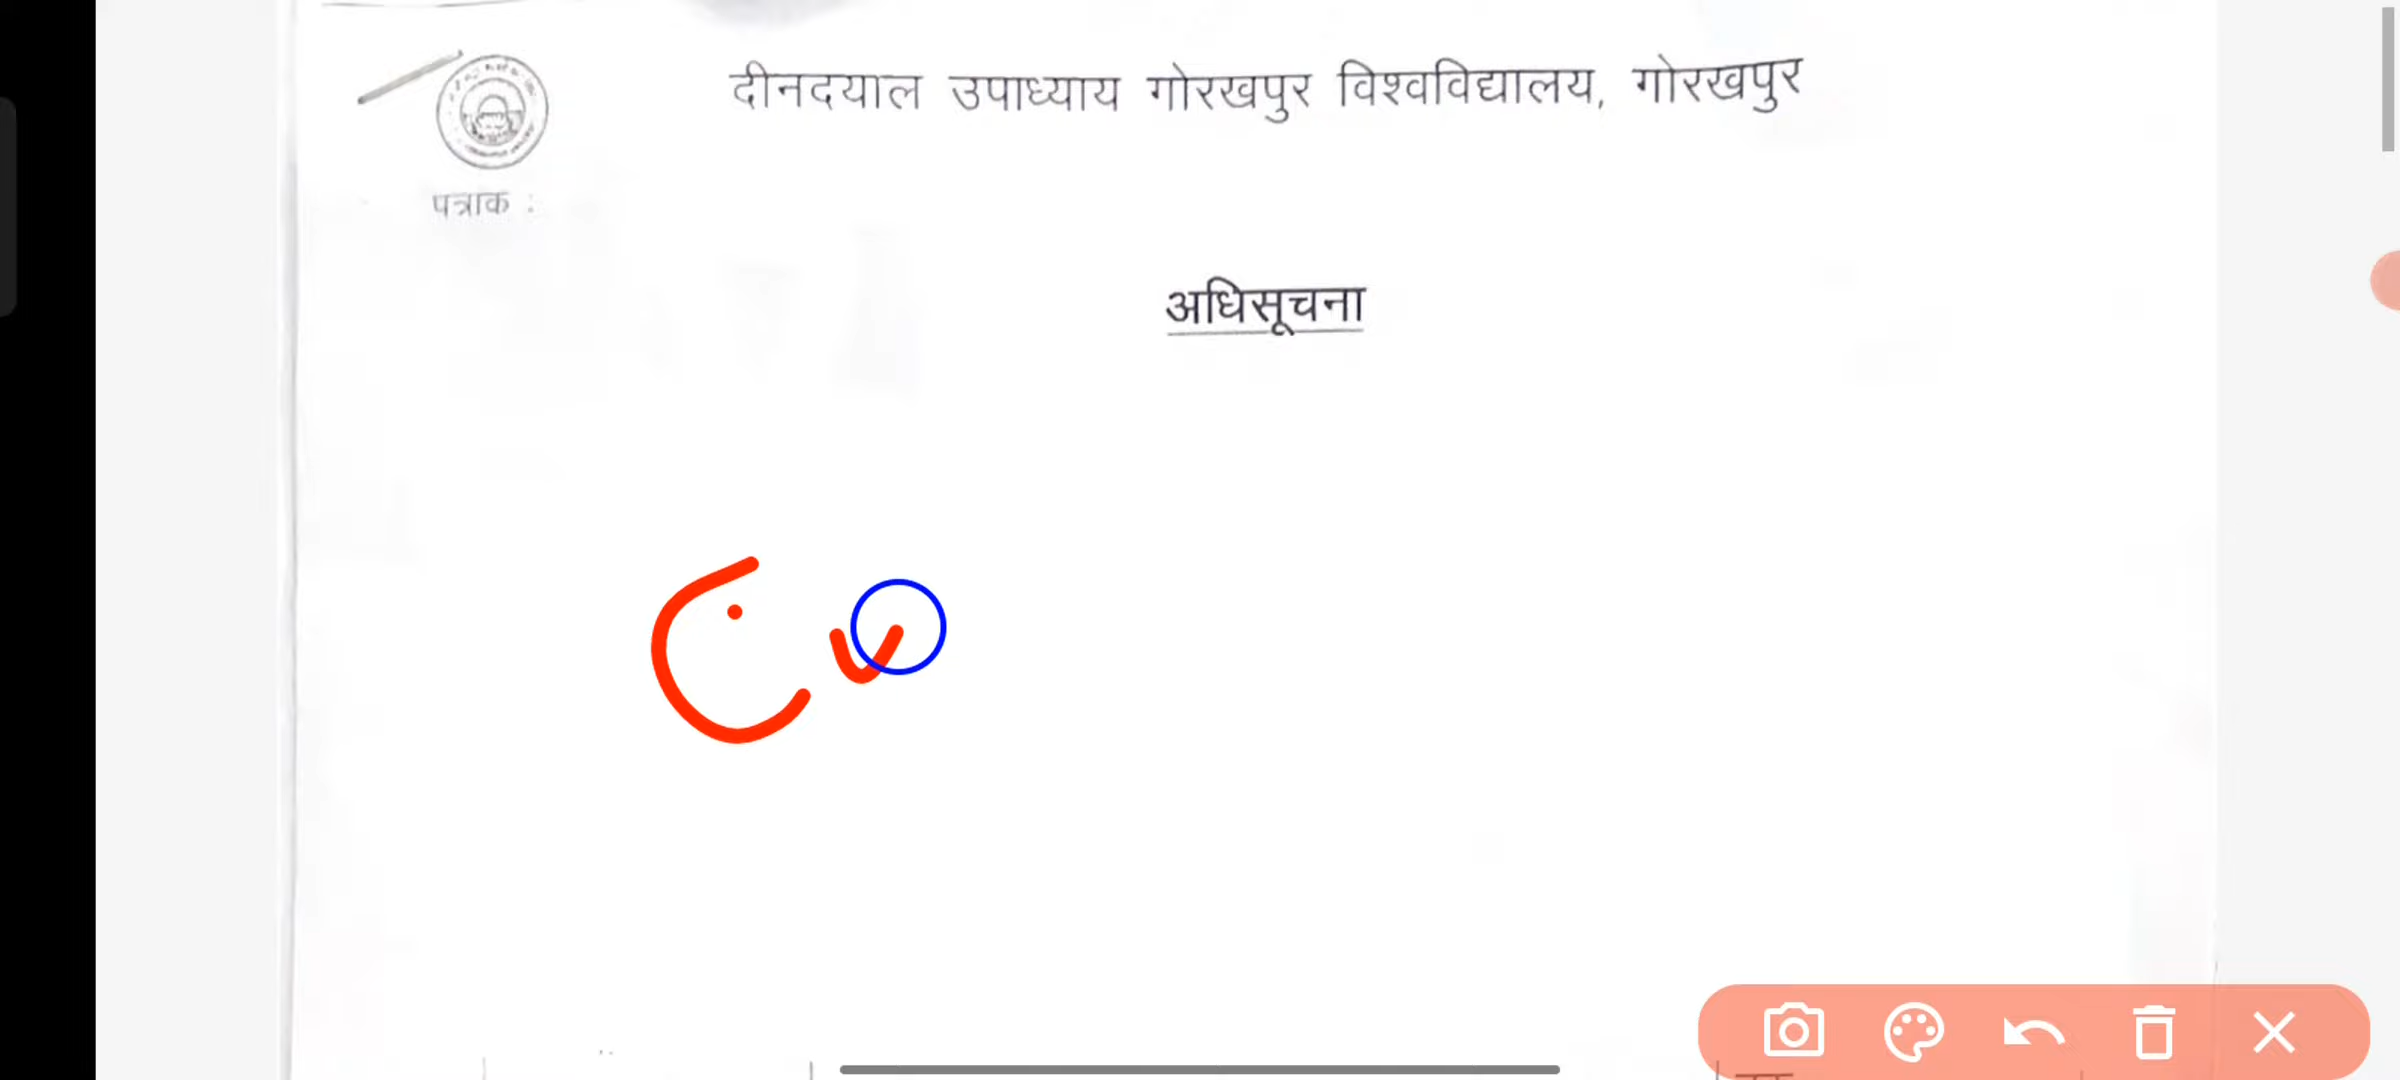 दीनदयाल उपाध्याय गोरखपुर विश्वविद्यालय, गोरखपुर
पत्राक :
अधिसूचना